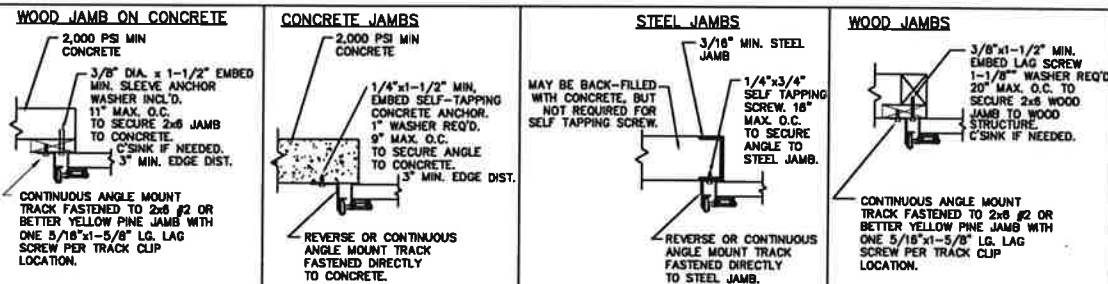 WOOD JAMB ON CONCRETE
2,000 PSI MIN
CONCRETE
3/8" DIA. x 1-1/2" EMBED
MIN. SLEEVE ANCHOR
WASHER INCL'D.
11" MAX. O.C.
TO SECURE 2x6 JAMB
TO CONCRETE.
C'SINK IF NEEDED.
3" MIN. EDGE DIST.
CONTINUOUS ANGLE MOUNT
TRACK FASTENED TO 2x6 #2 OR
BETTER YELLOW PINE JAMB WITH
ONE 5/16"x1-5/8" LG. LAG
SCREW PER TRACK CLIP
LOCATION.
CONCRETE JAMBS
2,000 PSI MIN
CONCRETE
1/4"x1-1/2" MIN.
EMBED SELF-TAPPING
CONCRETE ANCHOR.
1" WASHER REQ'D.
9" MAX. O.C.
TO SECURE ANGLE
TO CONCRETE.
3" MIN. EDGE DIST.
REVERSE OR CONTINUOUS
ANGLE MOUNT TRACK
FASTENED DIRECTLY
TO CONCRETE.
STEEL JAMBS
3/16" MIN. STEEL
JAMB
MAY BE BACK-FILLED
WITH CONCRETE, BUT
NOT REQUIRED FOR
SELF TAPPING SCREW.
1/4"x3/4"
SELF TAPPING
SCREW. 16"
MAX. O.C.
TO SECURE
ANGLE TO
STEEL JAMB.
REVERSE OR CONTINUOUS
ANGLE MOUNT TRACK
FASTENED DIRECTLY
TO STEEL JAMB.
WOOD JAMBS
3/8"x1-1/2" MIN.
EMBED LAG SCREW
1-1/8"" WASHER REQ'D
20" MAX. O.C. TO
SECURE 2x6 WOOD
JAMB TO WOOD
STRUCTURE.
C'SINK IF NEEDED.
CONTINUOUS ANGLE MOUNT
TRACK FASTENED TO 2x6 #2 OR
BETTER YELLOW PINE JAMB WITH
ONE 5/16"x1-5/8" LG. LAG
SCREW PER TRACK CLIP
LOCATION.